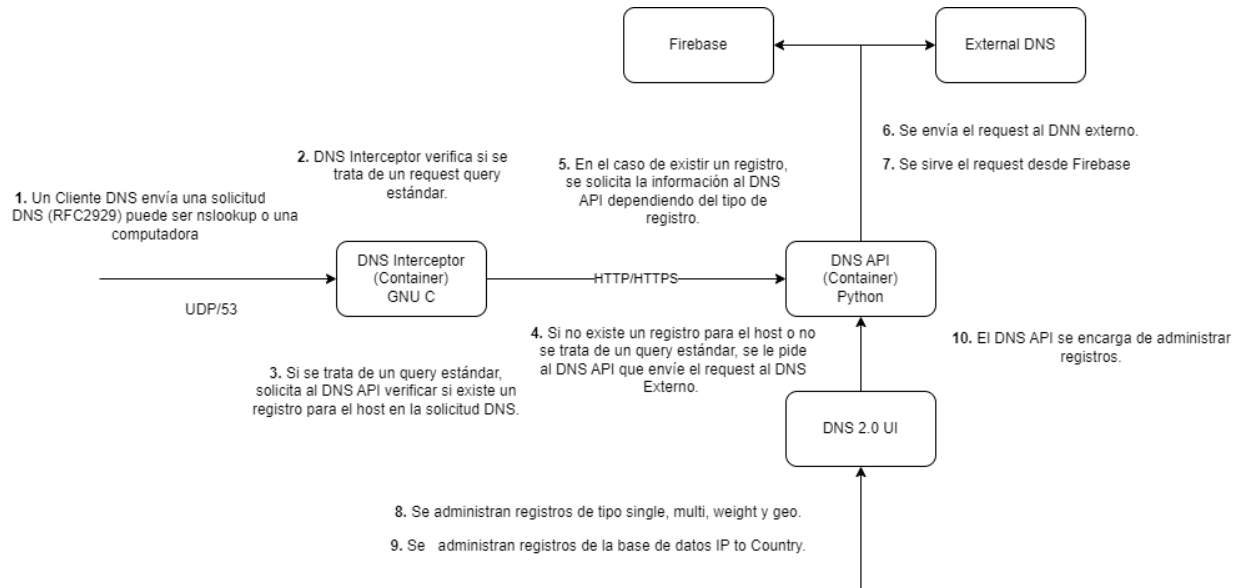 Firebase
External DNS
6. Se envía el request al DNN externo.
7. Se sirve el request desde Firebase
2. DNS Interceptor verifica si se
trata de un request query
estándar.
5. En el caso de existir un registro,
se solicita la información al DNS
API dependiendo del tipo de
registro.
1. Un Cliente DNS envía una solicitud
DNS (RFC2929) puede ser nslookup o una
computadora
DNS Interceptor
(Container)
GNU C
HTTP/HTTPS
DNS API
(Container)
Python
UDP/53
4. Si no existe un registro para el host o no
se trata de un query estándar, se le pide
al DNS API que envíe el request al DNS
Externo.
10. El DNS API se encarga de administrar
registros.
3. Si se trata de un query estándar,
solicita al DNS API verificar si existe un
registro para el host en la solicitud DNS.
DNS 2.0 UI
8. Se administran registros de tipo single, multi, weight y geo.
9. Se administran registros de la base de datos IP to Country.